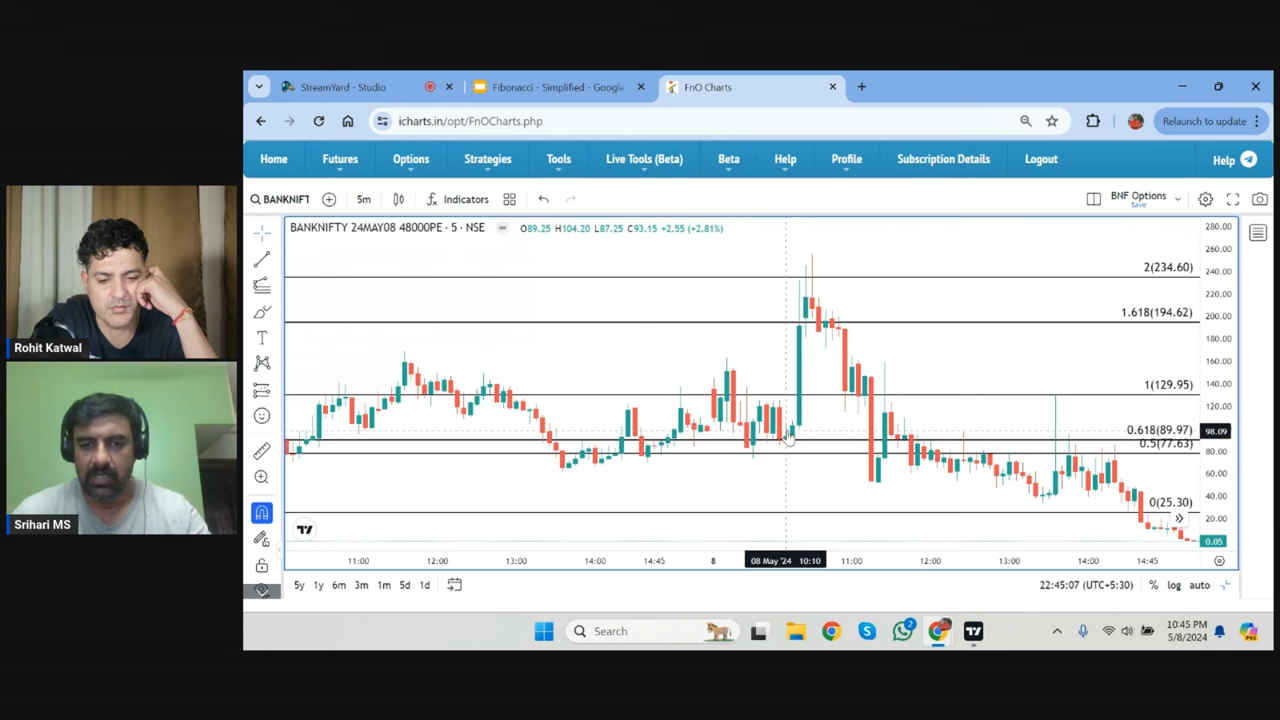 StreamYard - Studio
Fibonacci - Simplified - Google
FnO Charts
icharts.in/opt/FnOCharts.php
Relaunch to update
Home
Futures
Options
Strategies
Tools
Live Tools (Beta)
Beta
Help
Profile
Subscription Details
Logout
Help
BANKNIFT
5m
Indicators
BNF Options
Save
BANKNIFTY 24MAY08 48000PE · 5 · NSE
O89.25 H104.20 L87.25 C93.15 +2.55 (+2.81%)
280.00
260.00
2(234.60)
240.00
220.00
1.618(194.62)
200.00
180.00
160.00
1(129.95)
140.00
120.00
0.618(89.97)
98.09
0.5(77.63)
80.00
60.00
40.00
0(25.30)
20.00
0.05
Rohit Katwal
Srihari MS
11:00
12:00
13:00
14:00
14:45
8
08 May '24 10:10
11:00
12:00
13:00
14:00
14:45
5y
1y
6m
3m
1m
5d
1d
22:45:07 (UTC+5:30)
%
log
auto
Search
2
10:45 PM
5/8/2024
PRE